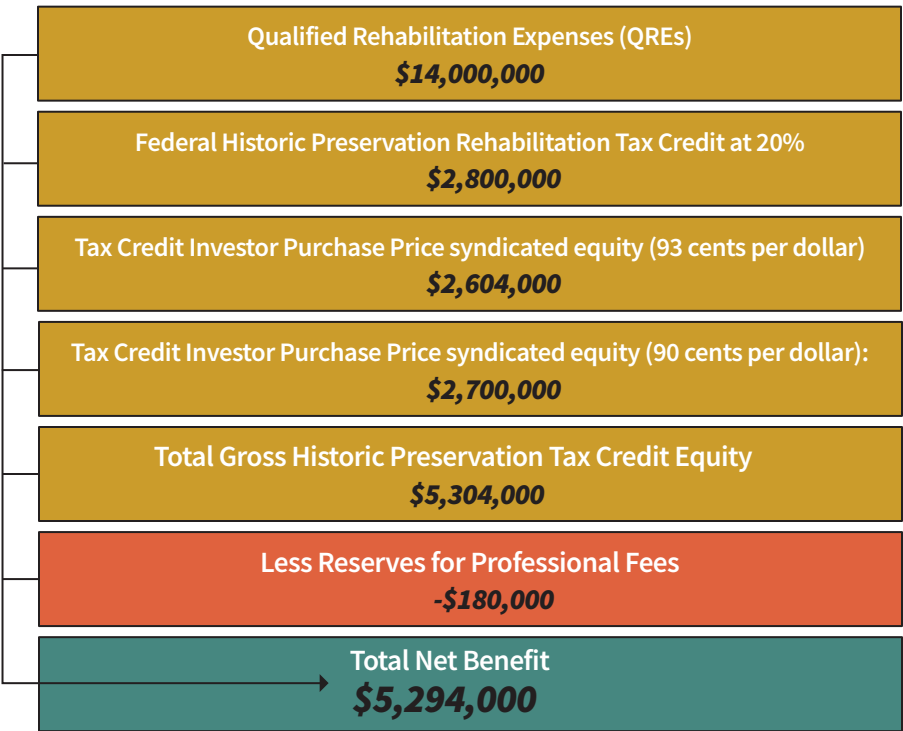 Qualified Rehabilitation Expenses (QREs)
$14,000,000
Federal Historic Preservation Rehabilitation Tax Credit at 20%
$2,800,000
Tax Credit Investor Purchase Price syndicated equity (93 cents per dollar)
$2,604,000
Tax Credit Investor Purchase Price syndicated equity (90 cents per dollar):
$2,700,000
Total Gross Historic Preservation Tax Credit Equity
$5,304,000
Less Reserves for Professional Fees
-$180,000
Total Net Benefit
$5,294,000